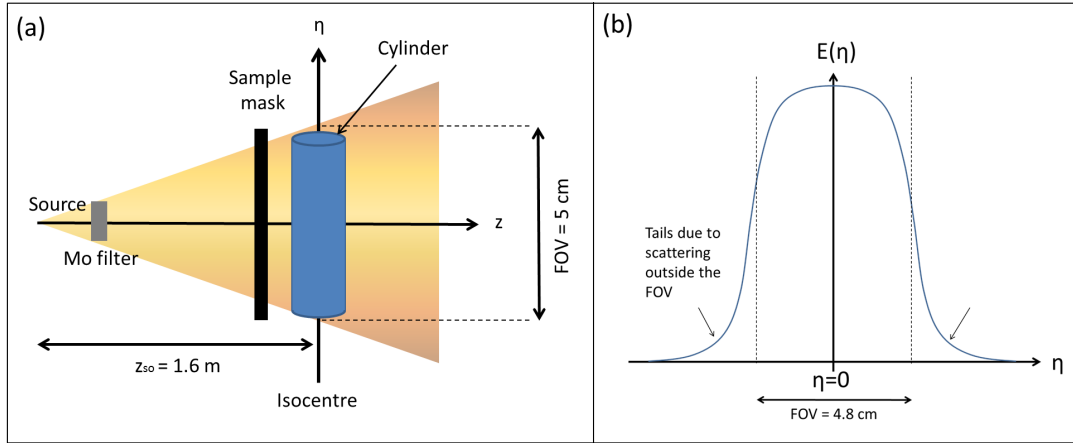 (a)
η
Cylinder
Sample
mask
Source
Mo filter
z
FOV = 5 cm
zso = 1.6 m
Isocentre
(b)
E(η)
Tails due to
scattering
outside the
FOV
η=0
η
FOV = 4.8 cm